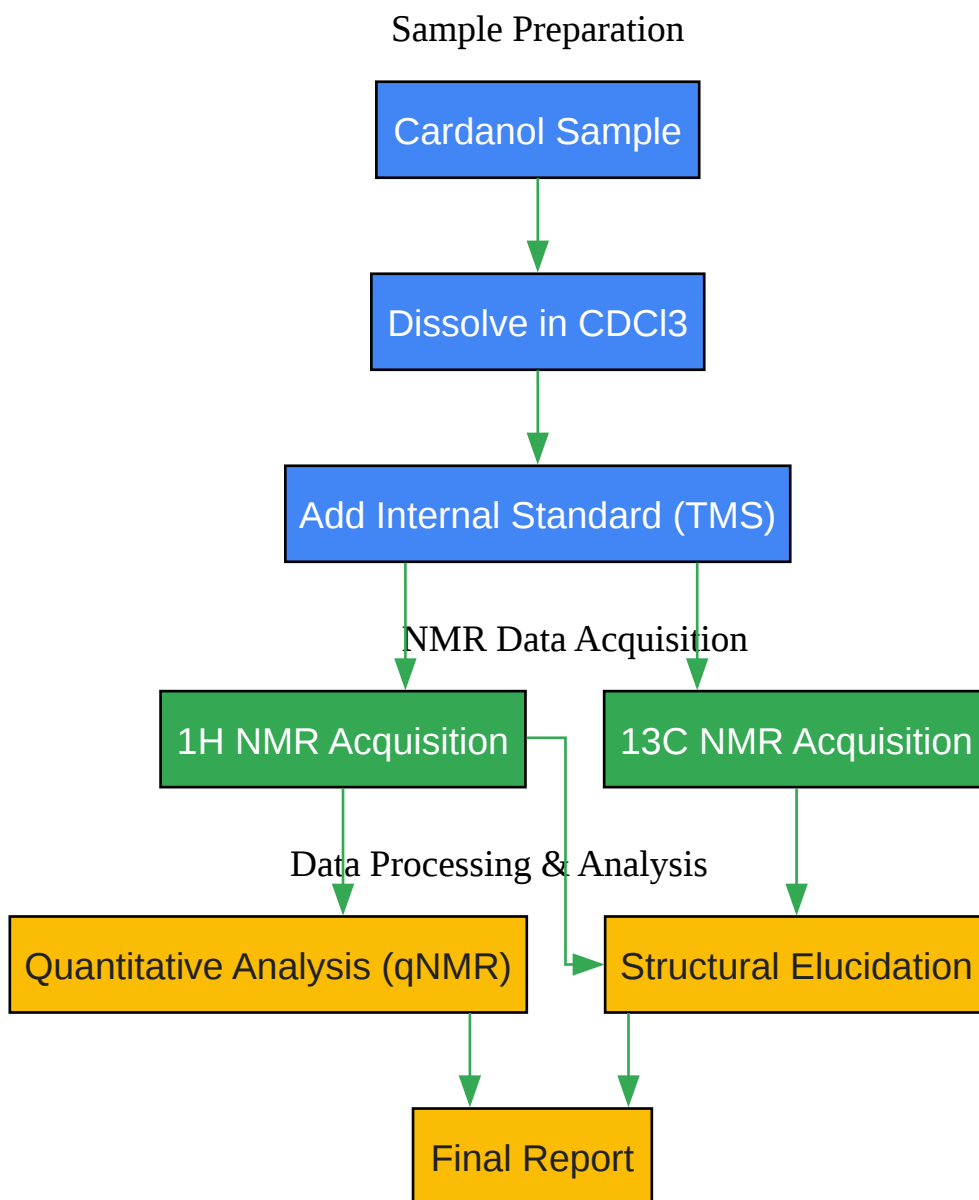 Sample Preparation
Cardanol Sample
Dissolve in CDCl3
Add Internal Standard (TMS)
NMR Data Acquisition
1H NMR Acquisition
13C NMR Acquisition
Data Processing & Analysis
Quantitative Analysis (qNMR)
Structural Elucidation
Final Report